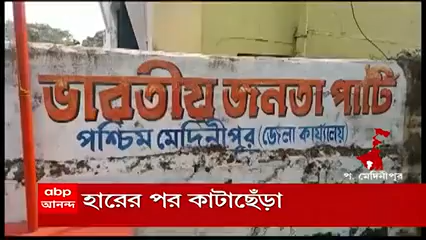 ভারতীয় জনতা পার্টি
পশ্চিম মেদিনীপুর (জেলা কার্য্যালয়)
প. মেদিনীপুর
abp
আনন্দ
হারের পর কাটাছেঁড়া